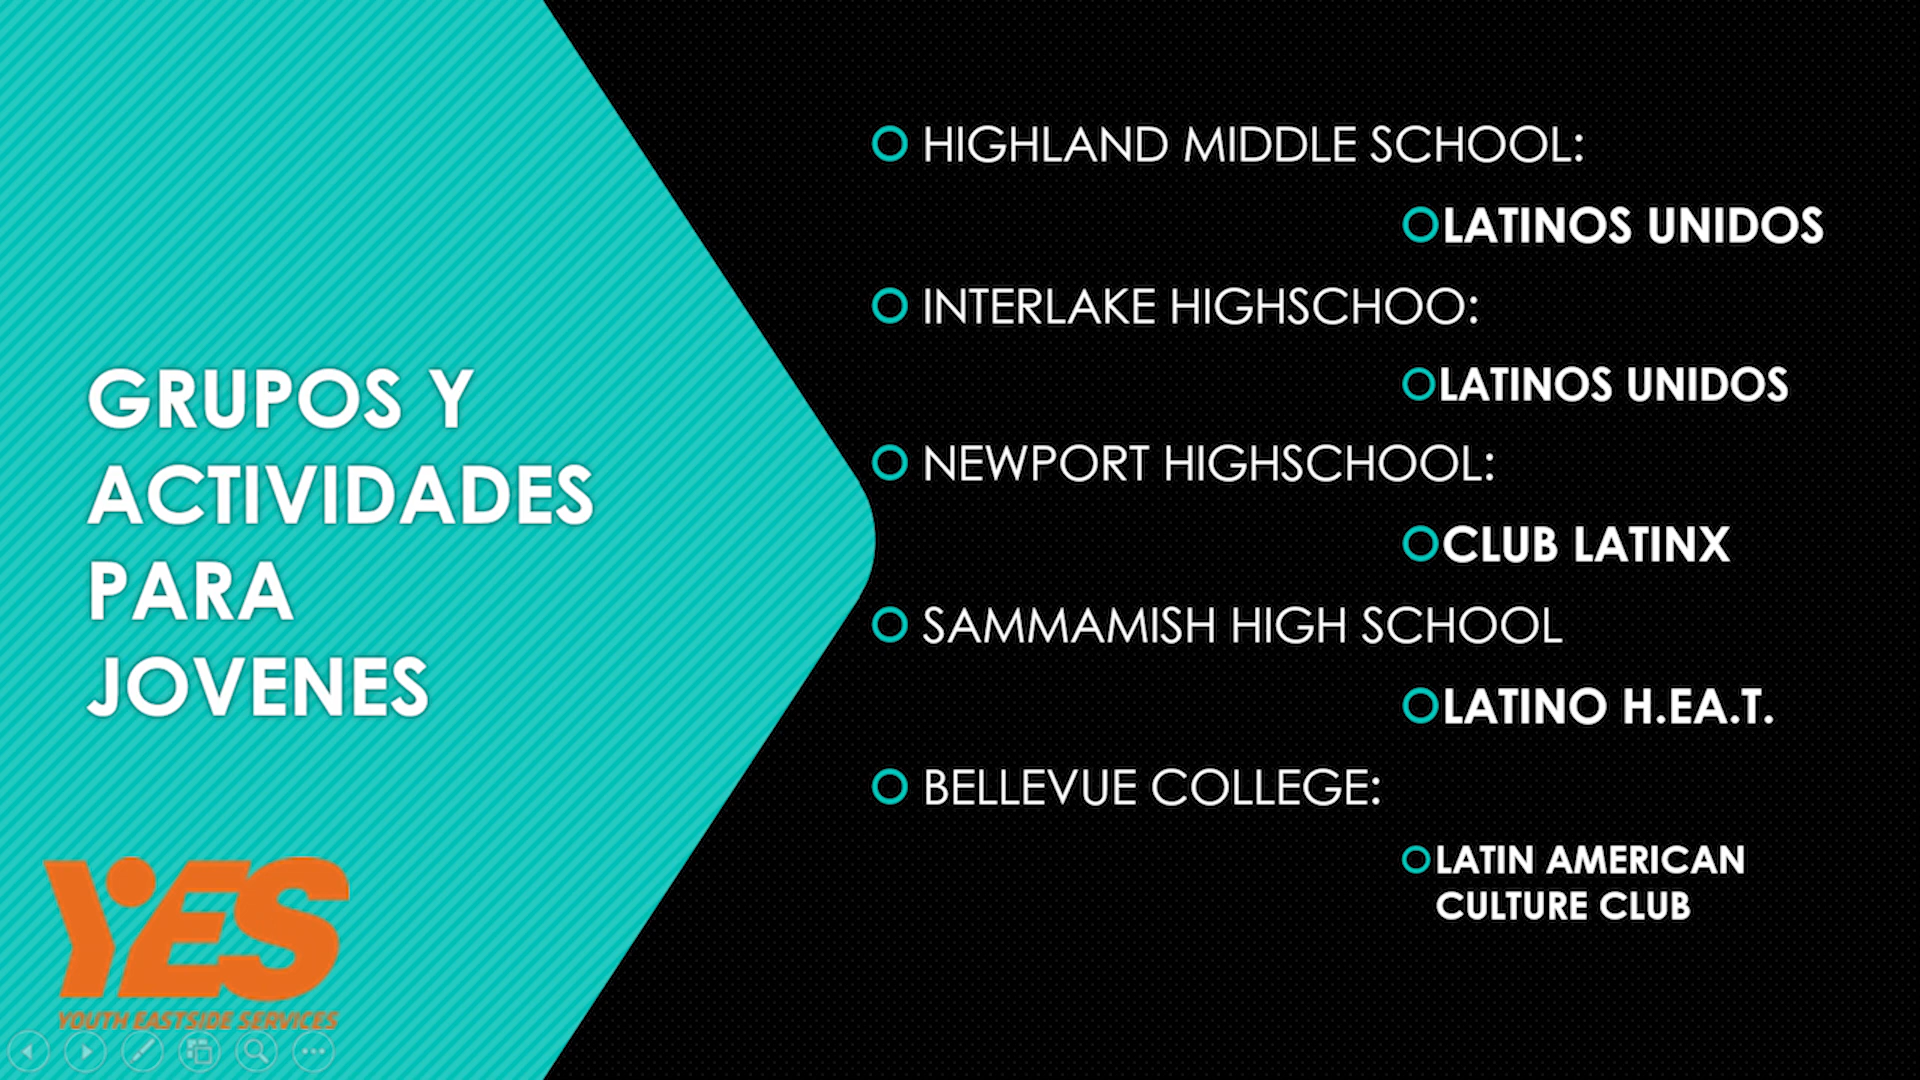 GRUPOS Y
ACTIVIDADES
PARA
JOVENES
YES
YOUTH EASTSIDE SERVICES
HIGHLAND MIDDLE SCHOOL:
LATINOS UNIDOS
INTERLAKE HIGHSCHOO:
LATINOS UNIDOS
NEWPORT HIGHSCHOOL:
CLUB LATINX
SAMMAMISH HIGH SCHOOL
LATINO H.EA.T.
BELLEVUE COLLEGE:
LATIN AMERICAN
CULTURE CLUB